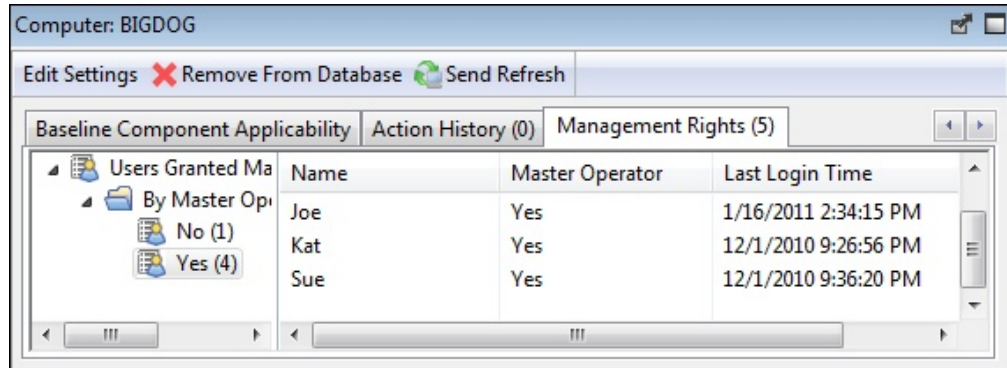 Computer: BIGDOG
Edit Settings Remove From Database Send Refresh
Baseline Component Applicability Action History (0) Management Rights (5)
Users Granted Ma
By Master Op
No (1)
Yes (4)
Name Master Operator Last Login Time
Joe Yes 1/16/2011 2:34:15 PM
Kat Yes 12/1/2010 9:26:56 PM
Sue Yes 12/1/2010 9:36:20 PM